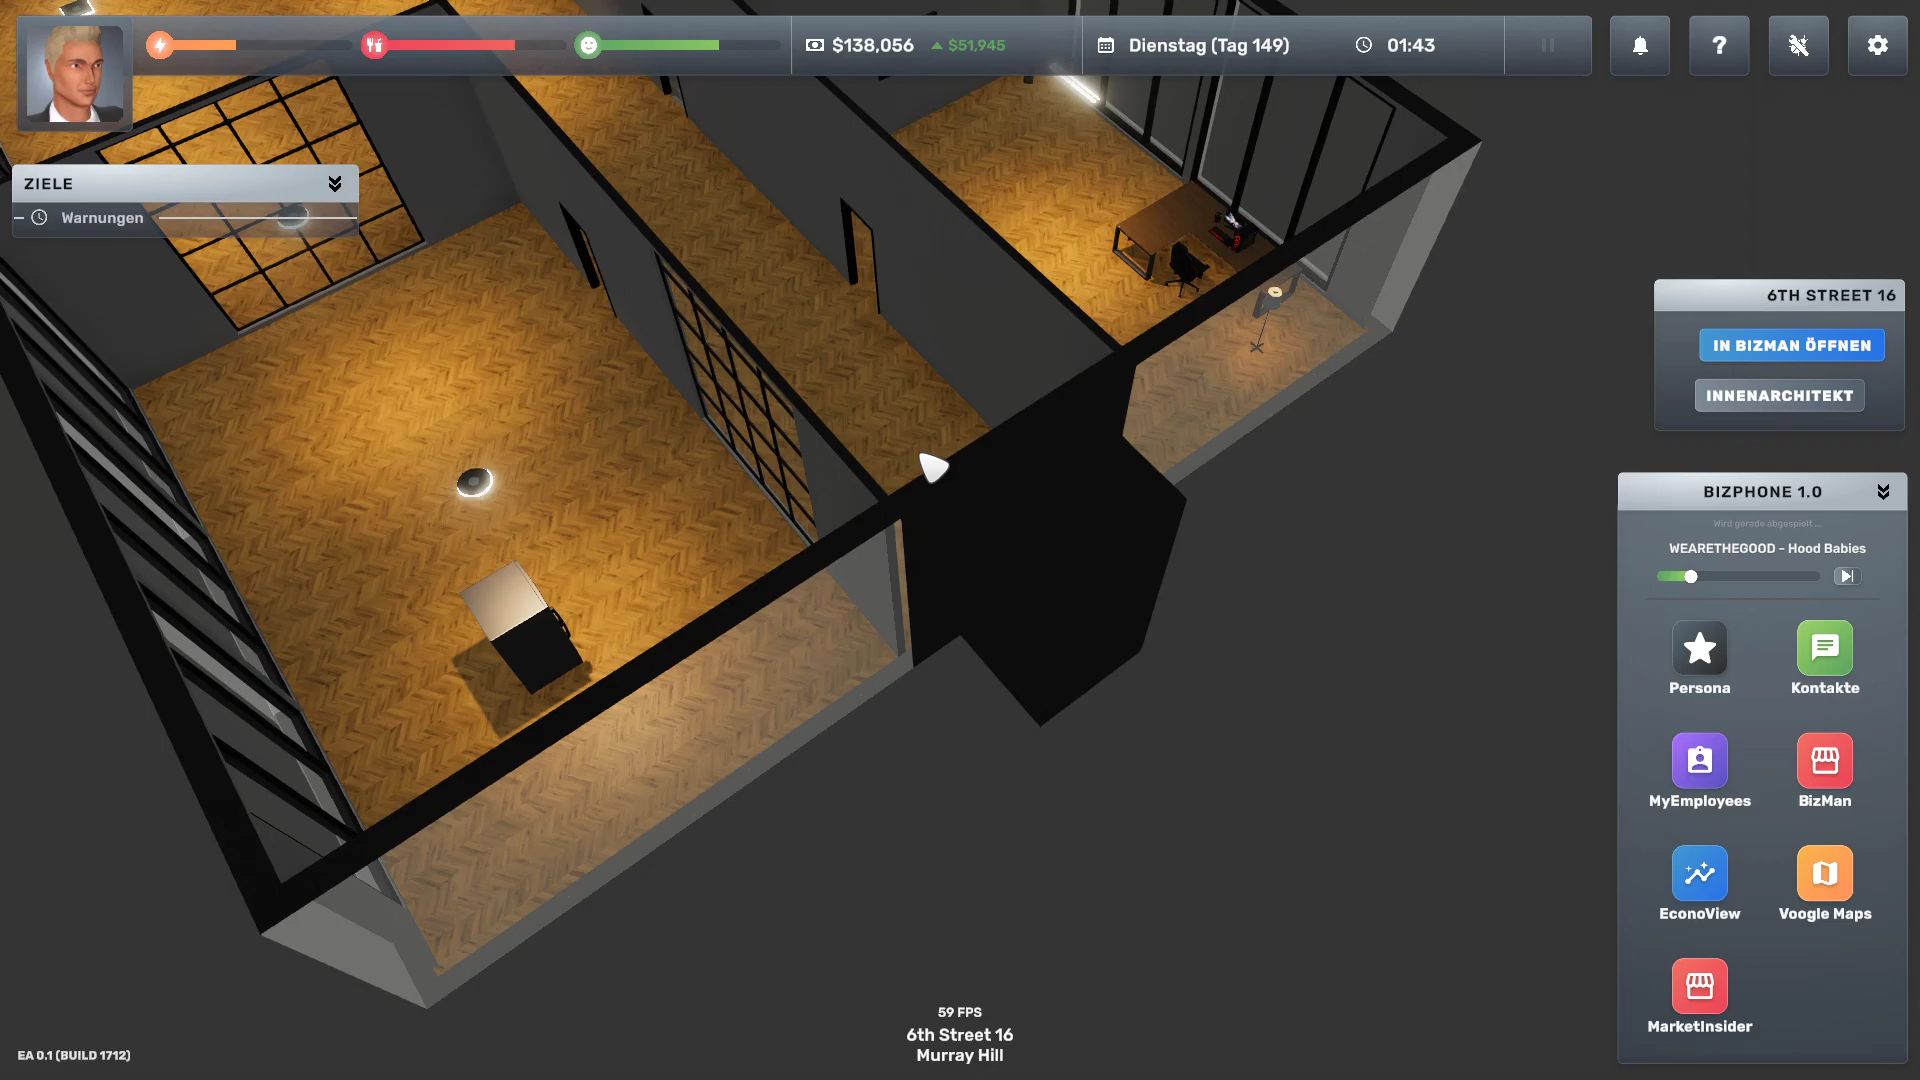 $138,056
$51,945
Dienstag (Tag 149)
01:43
?
ZIELE
Warnungen
6TH STREET 16
IN BIZMAN ÖFFNEN
INNENARCHITEKT
BIZPHONE 1.0
Wird gerade abgespielt ...
WEARETHEGOOD - Hood Babies
Persona
Kontakte
MyEmployees
BizMan
EconoView
Voogle Maps
MarketInsider
59 FPS
6th Street 16
Murray Hill
EA 0.1 (BUILD 1712)